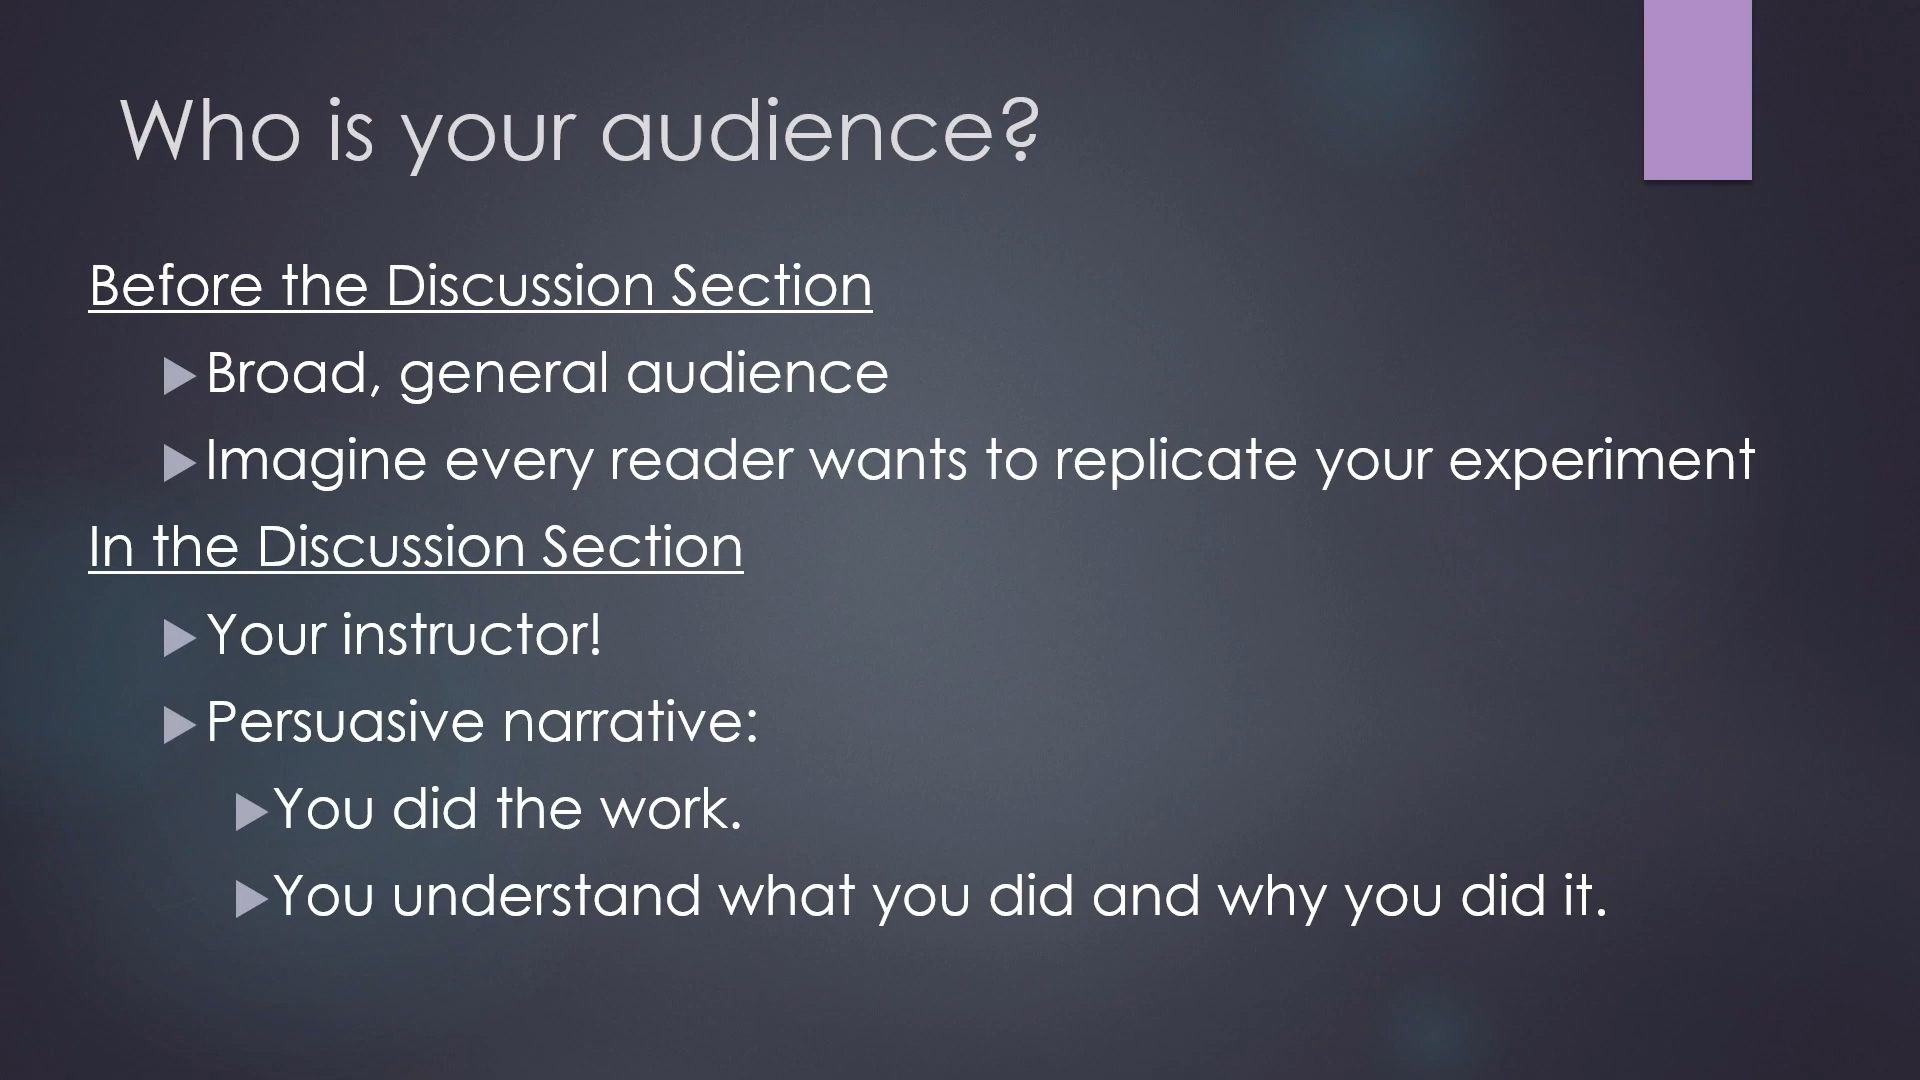 Who is your audience?
Before the Discussion Section
Broad, general audience
Imagine every reader wants to replicate your experiment
In the Discussion Section
Your instructor!
Persuasive narrative:
You did the work.
You understand what you did and why you did it.